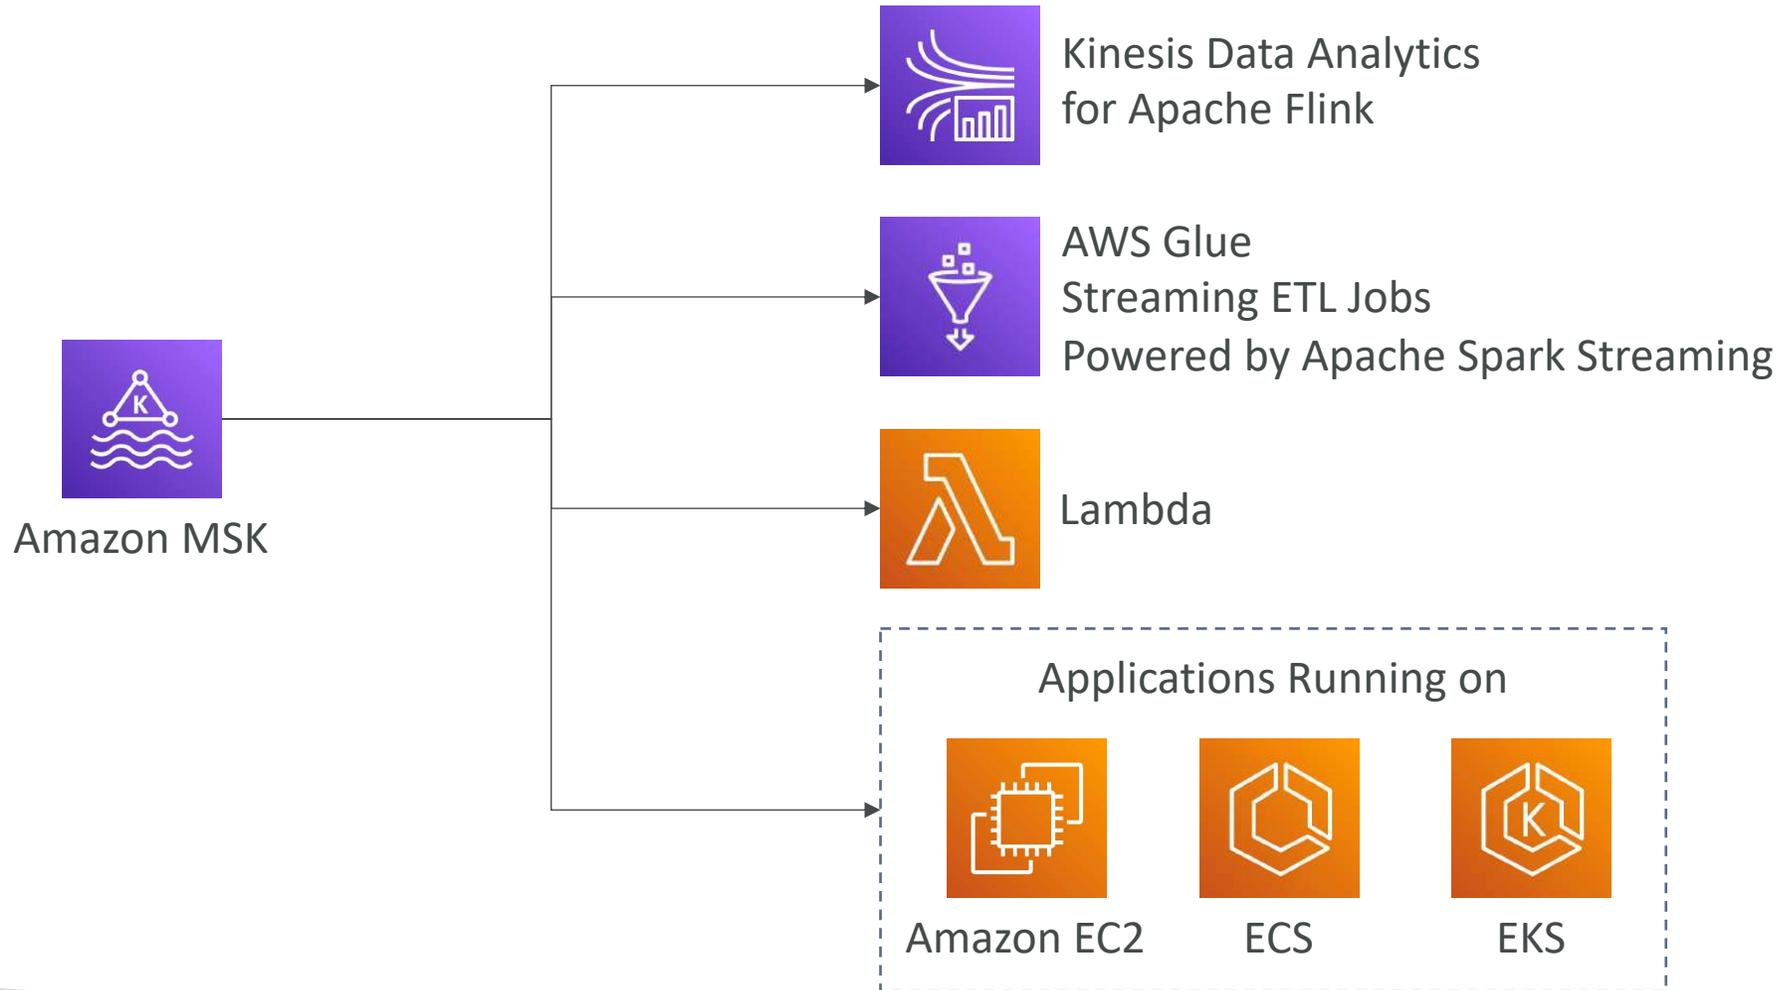 Kinesis Data Analytics
for Apache Flink
AWS Glue
Streaming ETL Jobs
Powered by Apache Spark Streaming
K
Amazon MSK
Lambda
Applications Running on
K
Amazon EC2
ECS
EKS